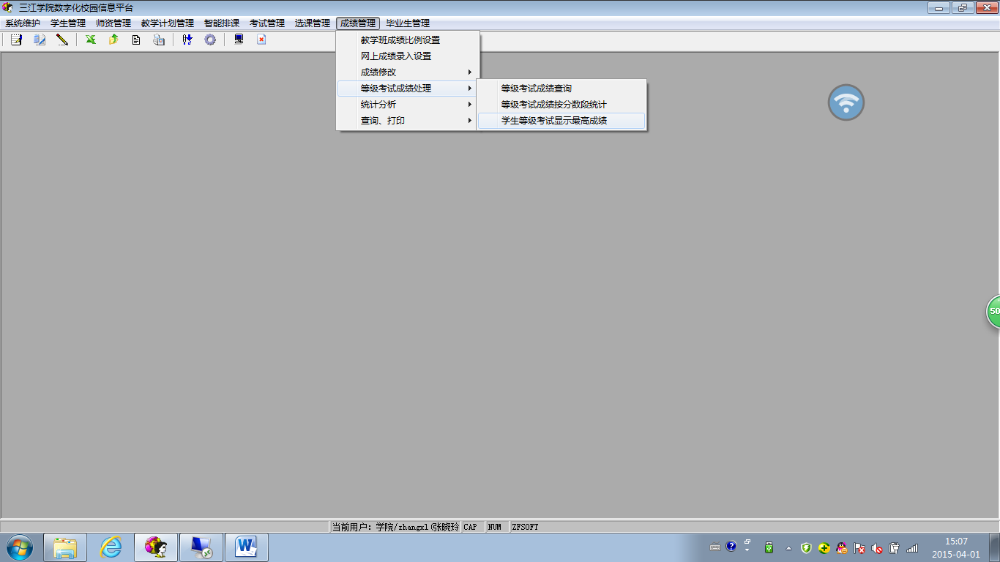 三江学院数字化校园信息平台
系统维护 学生管理 师资管理 教学计划管理 智能排课 考试管理 选课管理 成绩管理 毕业生管理
教学班成绩比例设置
网上成绩录入设置
成绩修改
等级考试成绩处理
统计分析
查询、打印
等级考试成绩查询
等级考试成绩按分数段统计
学生等级考试显示最高成绩
50
当前用户: 学院/zhangxl(张晓玲 CAP NUM ZFSOFT
15:07
2015-04-01